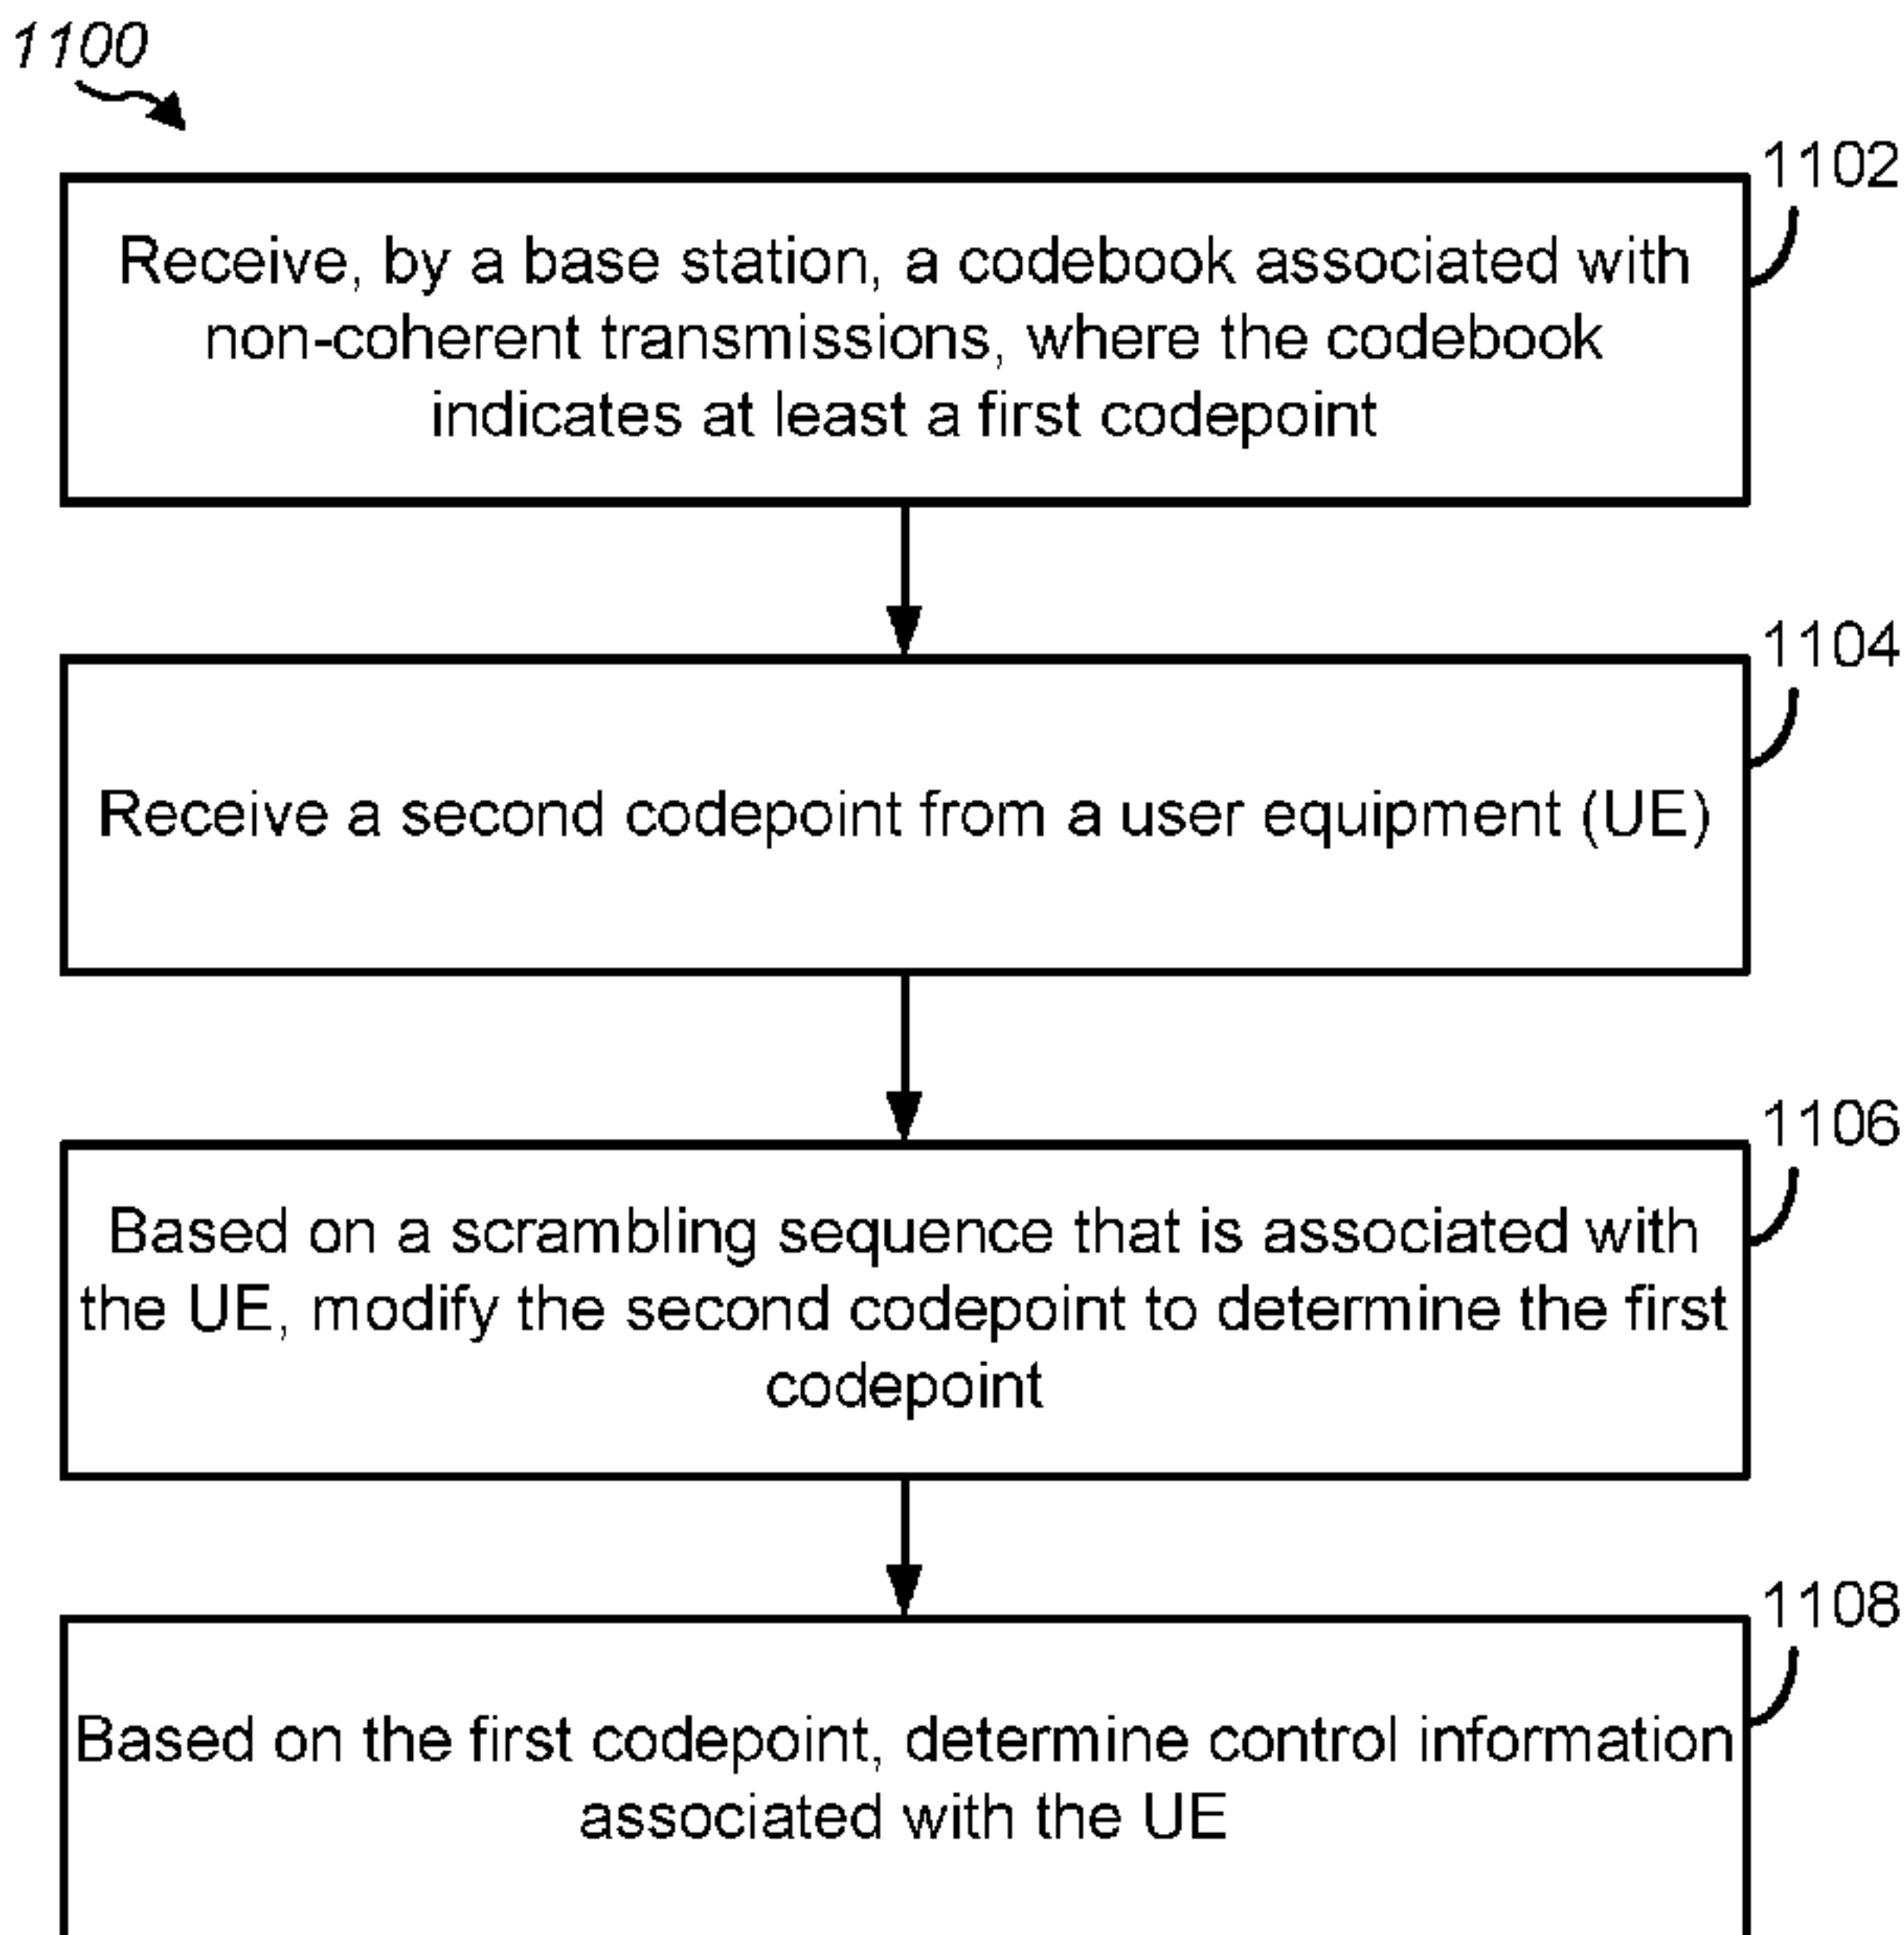 1100
1102
Receive, by a base station, a codebook associated with
non-coherent transmissions, where the codebook
indicates at least a first codepoint
1104
Receive a second codepoint from a user equipment (UE)
1106
Based on a scrambling sequence that is associated with
the UE, modify the second codepoint to determine the first
codepoint
1108
Based on the first codepoint, determine control information
associated with the UE